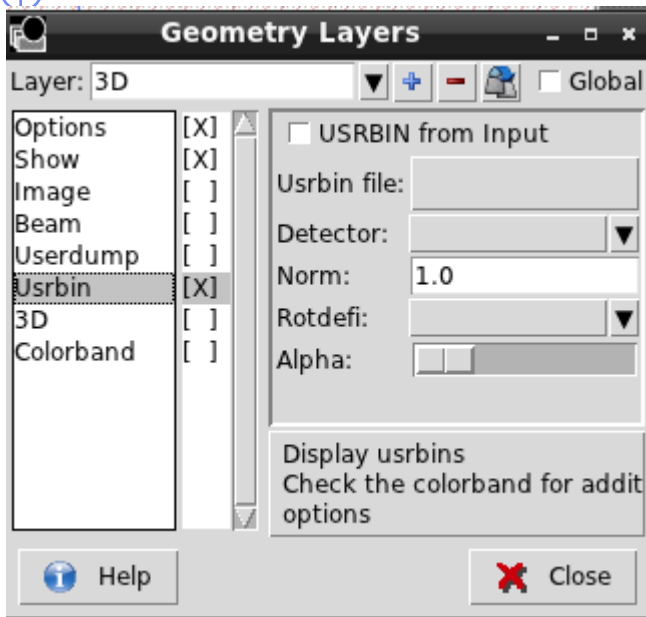 Geometry Layers
Layer: 3D Global
Options [X]
Show [X]
Image [ ]
Beam [ ]
Userdump [ ]
Usrbin [X]
3D [ ]
Colorband [ ]
USRBIN from Input
Usrbin file:
Detector:
Norm: 1.0
Rotdefi:
Alpha:
Display usrbins
Check the colorband for addit
options
Help Close